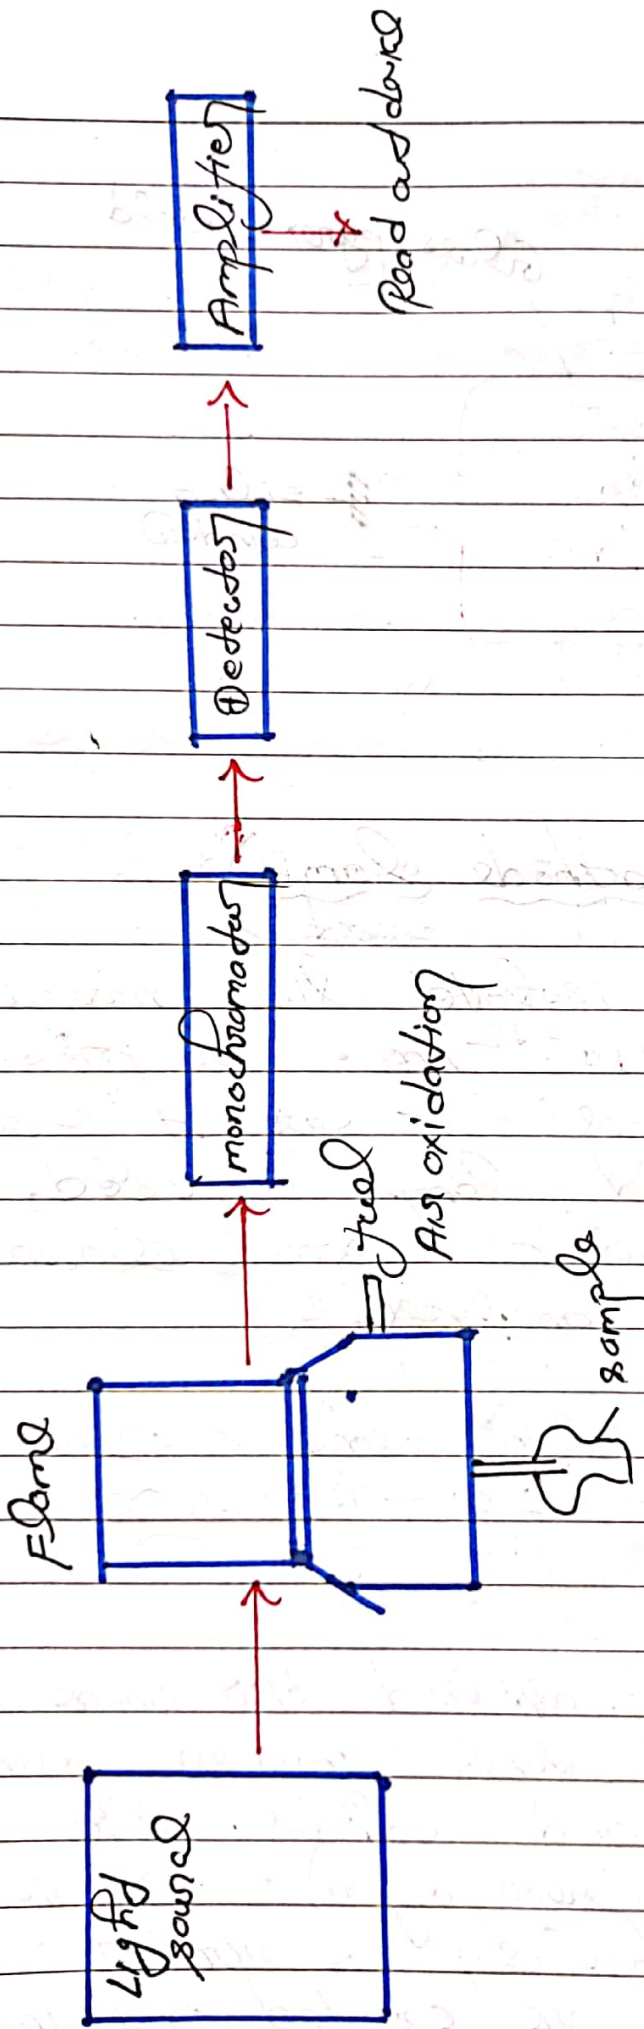 Light
source
Flame
fuel
Air oxidation
sample
monochromator
Detector
Amplifier
Read out device